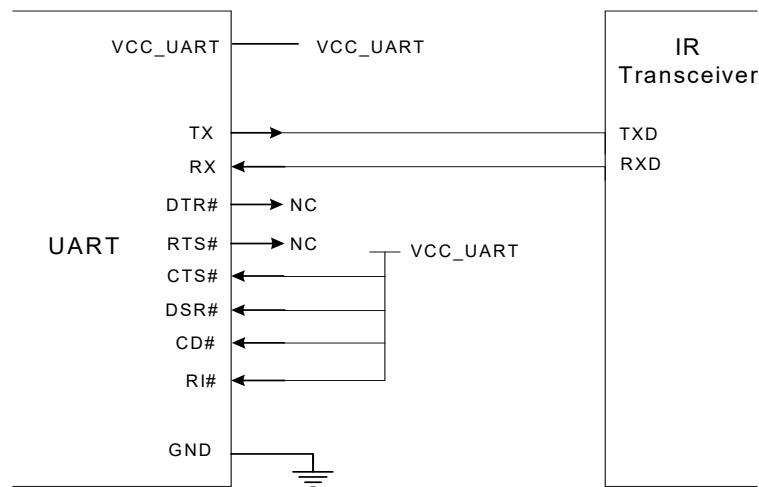 VCC_UART VCC_UART
IR
Transceiver
TX TXD
RX RXD
DTR# NC
UART
RTS# NC
VCC_UART
CTS#
DSR#
CD#
RI#
GND